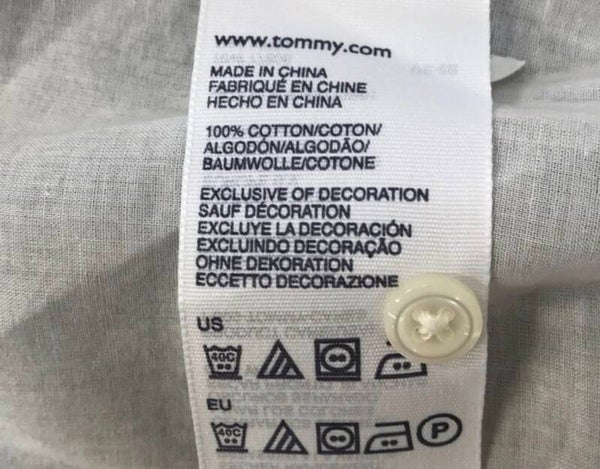 www.tommy.com
MADE IN CHINA
FABRIQUÉ EN CHINE
HECHO EN CHINA
100% COTTON/COTON/
ALGODÓN/ALGODÃO/
BAUMWOLLE/COTONE
EXCLUSIVE OF DECORATION
SAUF DÉCORATION
EXCLUYE LA DECORACIÓN
EXCLUINDO DECORAÇÃO
OHNE DEKORATION
ECCETTO DECORAZIONE
US
40C
EU
40C P